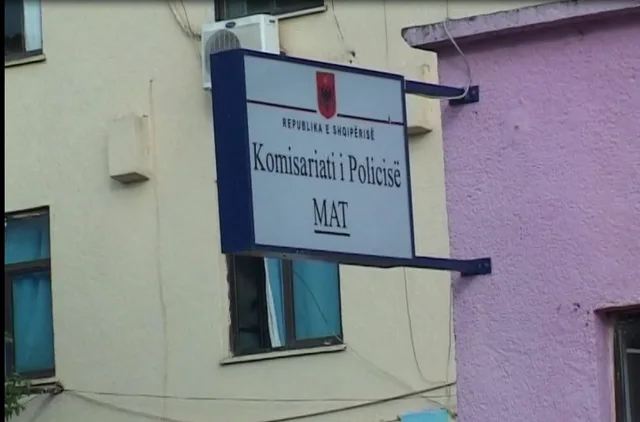 REPUBLIKA E SHQIPËRISË
Komisariati i Policisë
MAT